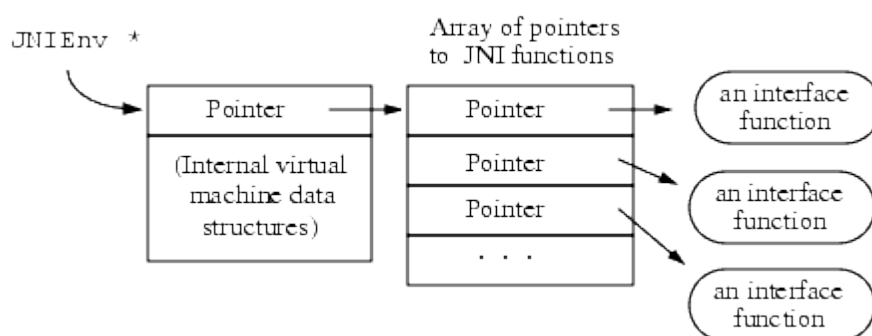 JNIEnv *
Array of pointers
to JNI functions
Pointer
(Internal virtual
machine data
structures)
Pointer
Pointer
Pointer
. . .
an interface
function
an interface
function
an interface
function